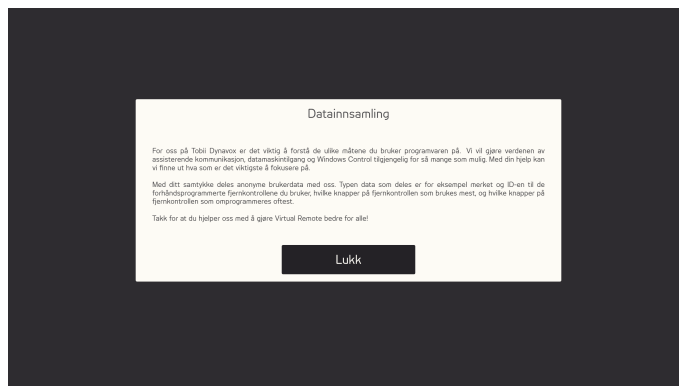 Datainnsamling
For oss på Tobii Dynavox er det viktig å forstå de ulike måtene du bruker programvaren på. Vi vil gjøre verdenen av
assisterende kommunikasjon, datamaskintilgang og Windows Control tilgjengelig for så mange som mulig. Med din hjelp kan
vi finne ut hva som er det viktigste å fokusere på.
Med ditt samtykke deles anonyme brukerdata med oss. Typen data som deles er for eksempel merket og ID-en til de
forhåndsprogrammerte fjernkontrollene du bruker, hvilke knapper på fjernkontrollen som brukes mest, og hvilke knapper på
fjernkontrollen som omprogrammeres oftest.
Takk for at du hjelper oss med å gjøre Virtual Remote bedre for alle!
Lukk